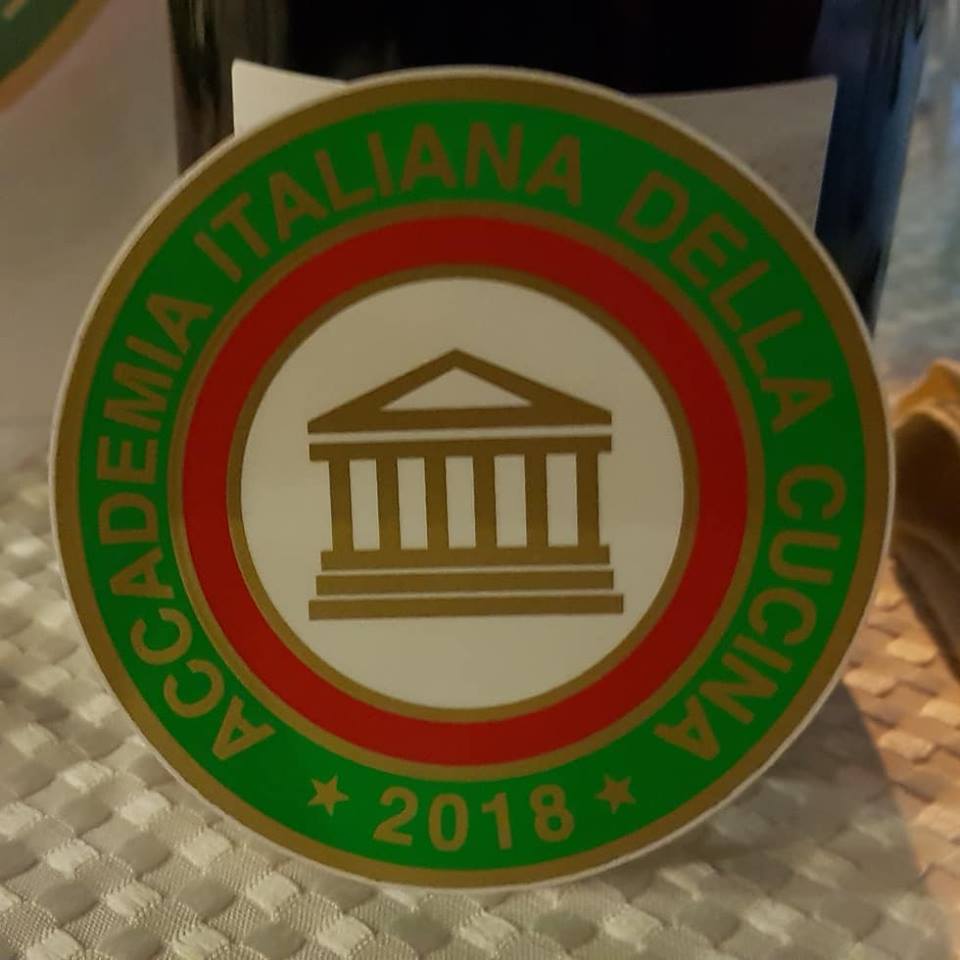 ACCADEMIA ITALIANA DELLA CUCINA
★ 2018 ★